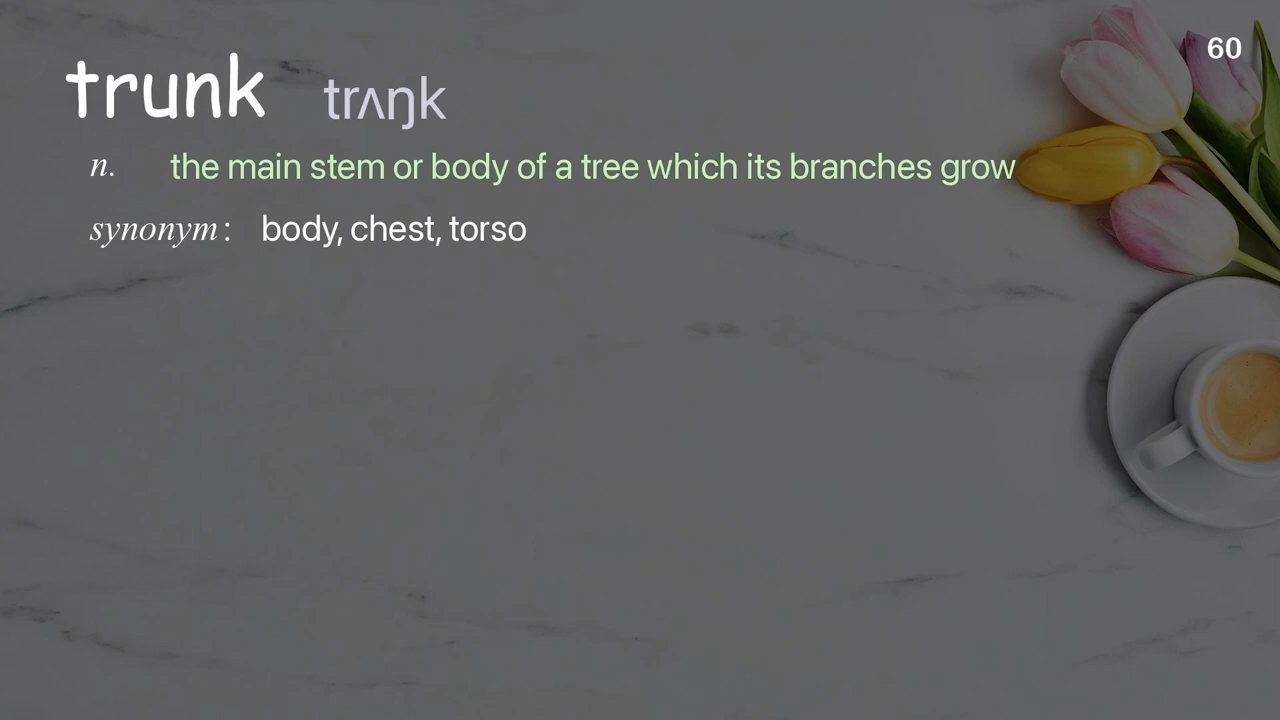 60
trunk trʌŋk
n. the main stem or body of a tree which its branches grow
synonym: body, chest, torso